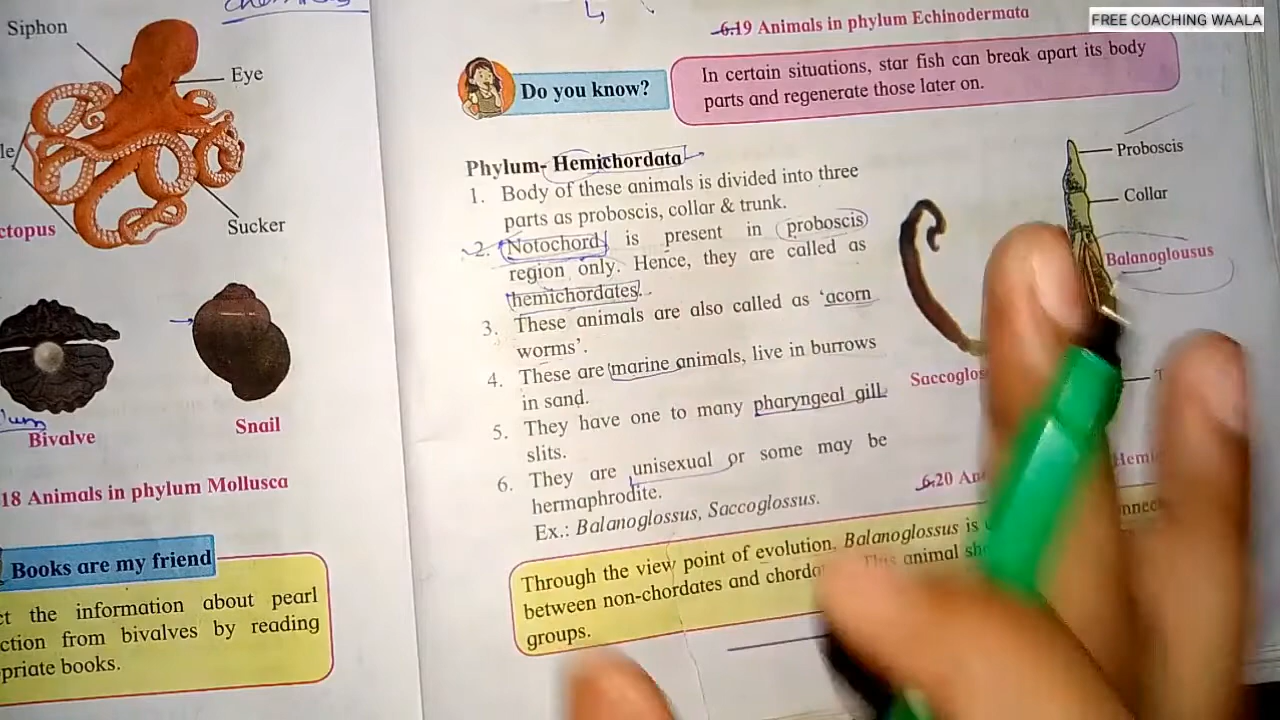 FREE COACHING WAALA
Siphon
Eye
Sucker
Bivalve
Snail
18 Animals in phylum Mollusca
Books are my friend
the information about pearl
from bivalves by reading
books.
6.19 Animals in phylum Echinodermata
Do you know?
In certain situations, star fish can break apart its body
parts and regenerate those later on.
Phylum- Hemichordata
1. Body of these animals is divided into three
parts as proboscis, collar & trunk.
2. Notochord is present in proboscis
region only. Hence, they are called as
hemichordates.
3. These animals are also called as 'acorn
worms'.
4. These are marine animals, live in burrows
in sand.
5. They have one to many pharyngeal gill
slits.
6. They are unisexual or some may be
hermaphrodite.
Ex.: Balanoglossus, Saccoglossus.
Proboscis
Collar
Balanoglousus
6.20
Through the view point of evolution, Balanoglossus is
between non-chordates and animal
groups.